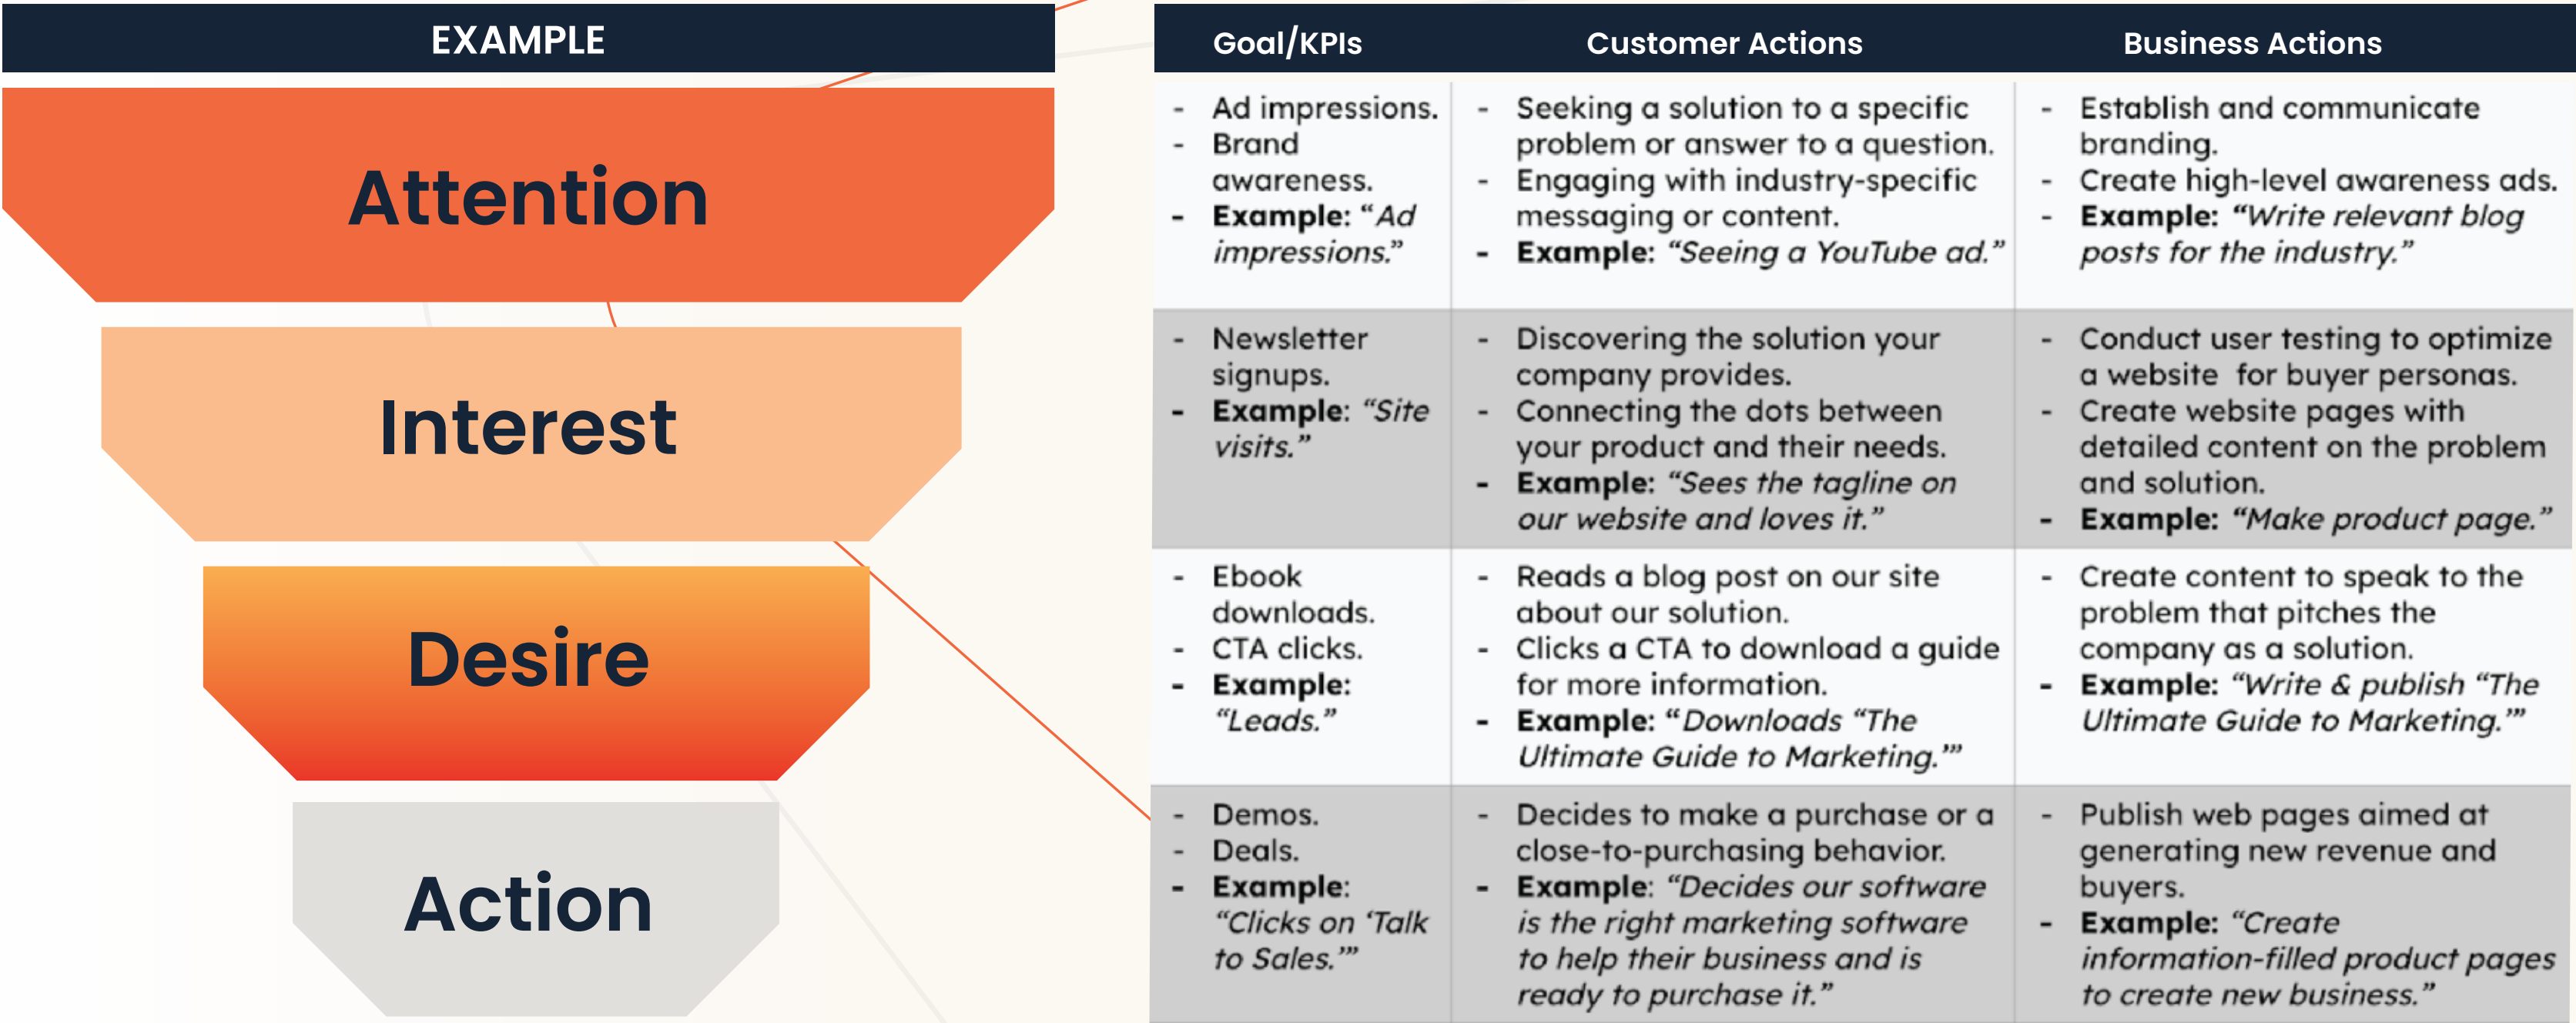 EXAMPLE
Goal/KPIs
Customer Actions
Business Actions
Attention
- Ad impressions.
- Brand
awareness.
- Example: “Ad
impressions.”
- Seeking a solution to a specific
problem or answer to a question.
- Engaging with industry-specific
messaging or content.
- Example: “Seeing a YouTube ad.”
- Establish and communicate
branding.
- Create high-level awareness ads.
- Example: “Write relevant blog
posts for the industry.”
Interest
- Newsletter
signups.
- Example: “Site
visits.”
- Discovering the solution your
company provides.
- Connecting the dots between
your product and their needs.
- Example: “Sees the tagline on
our website and loves it.”
- Conduct user testing to optimize
a website  for buyer personas.
- Create website pages with
detailed content on the problem
and solution.
- Example: “Make product page.”
Desire
- Ebook
downloads.
- CTA clicks.
- Example:
“Leads.”
- Reads a blog post on our site
about our solution.
- Clicks a CTA to download a guide
for more information.
- Example: “Downloads “The
Ultimate Guide to Marketing.’”
- Create content to speak to the
problem that pitches the
company as a solution.
- Example: “Write & publish “The
Ultimate Guide to Marketing.’”
Action
- Demos.
- Deals.
- Example:
“Clicks on ‘Talk
to Sales.’”
- Decides to make a purchase or a
close-to-purchasing behavior.
- Example: “Decides our software
is the right marketing software
to help their business and is
ready to purchase it.”
- Publish web pages aimed at
generating new revenue and
buyers.
- Example: “Create
information-filled product pages
to create new business.”